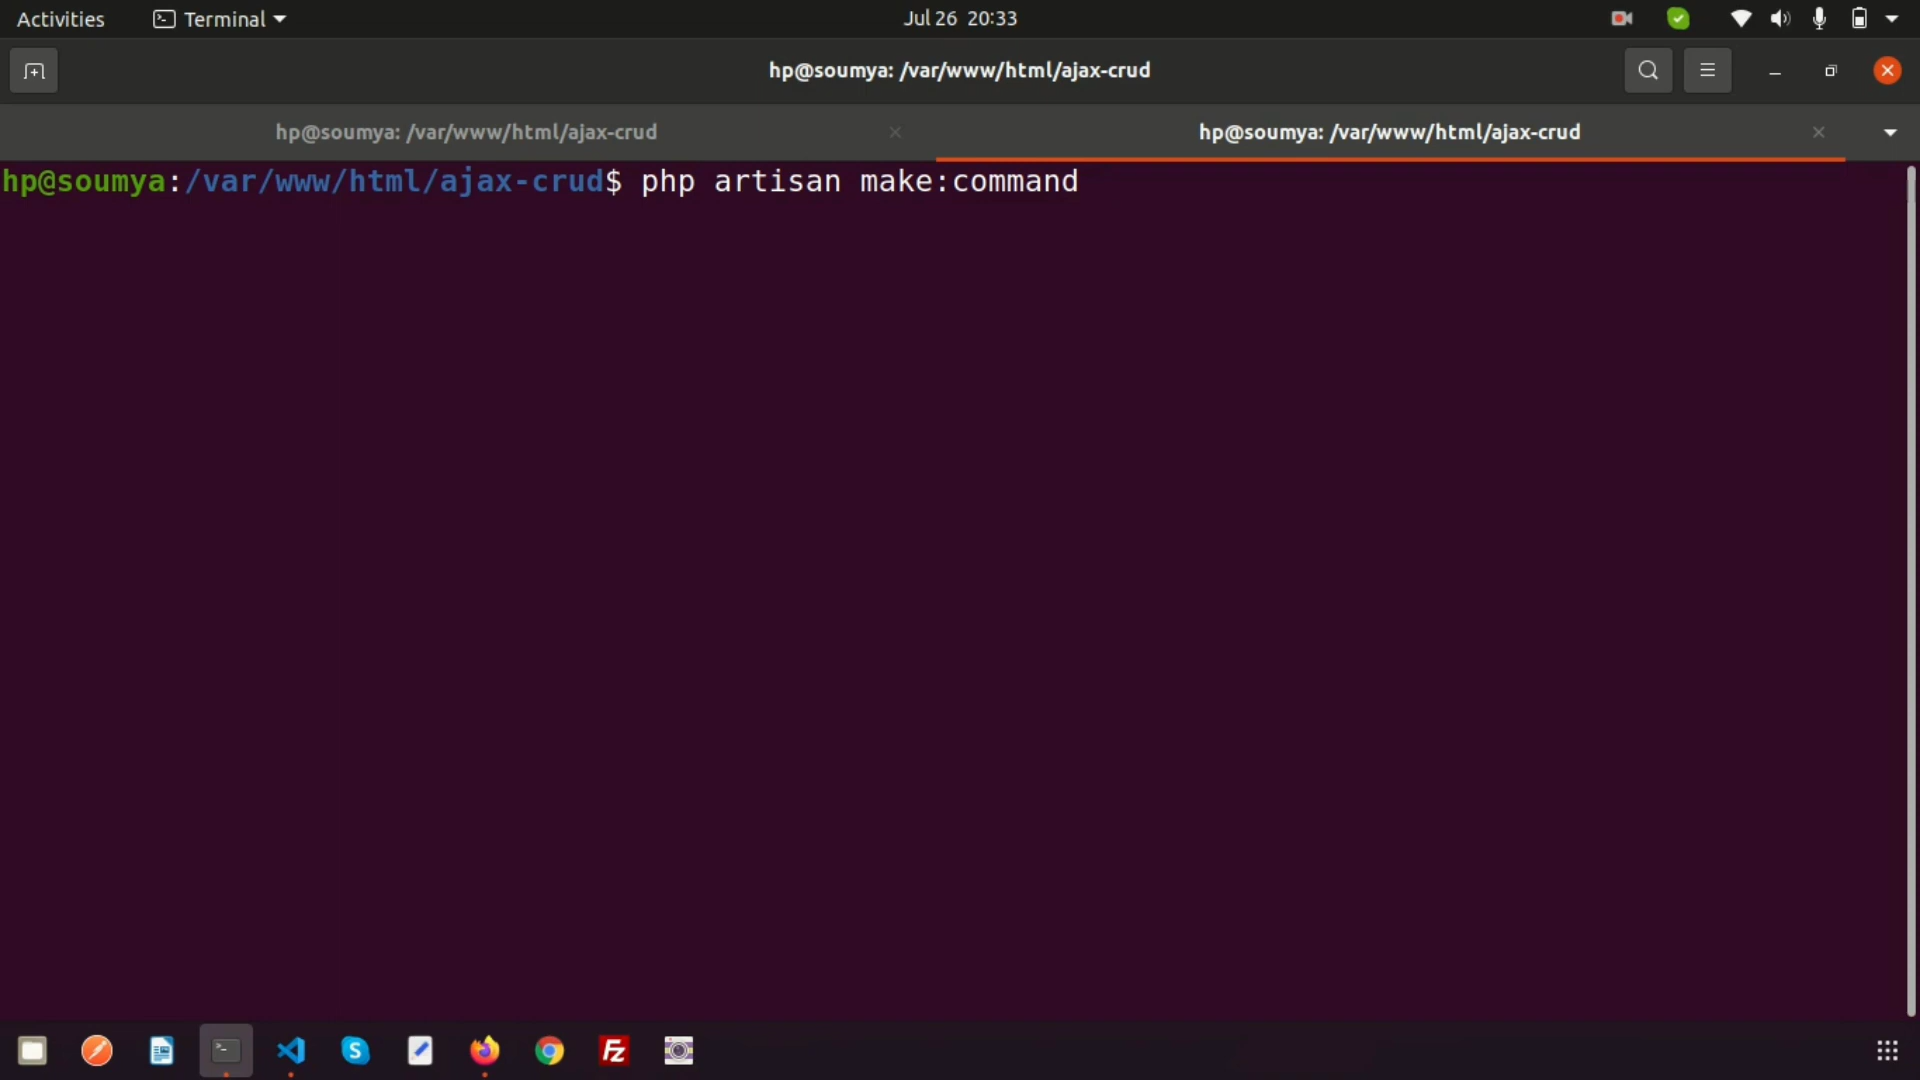 Activities Terminal Jul 26 20:33
hp@soumya: /var/www/html/ajax-crud
hp@soumya: /var/www/html/ajax-crud hp@soumya: /var/www/html/ajax-crud
hp@soumya:/var/www/html/ajax-crud$ php artisan make:command